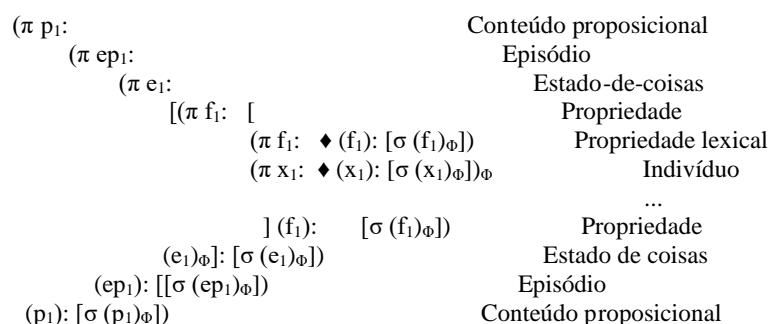 (π p₁: Conteúdo proposicional
(π ep₁: Episódio
(π e₁: Estado-de-coisas
[(π f₁: [ Propriedade
(π f₁: ♦ (f₁): [σ (f₁)Φ]) Propriedade lexical
(π x₁: ♦ (x₁): [σ (x₁)Φ])Φ Indivíduo
...
] (f₁): [σ (f₁)Φ]) Propriedade
(e₁)Φ]: [σ (e₁)Φ]) Estado de coisas
(ep₁): [[σ (ep₁)Φ]) Episódio
(p₁): [σ (p₁)Φ]) Conteúdo proposicional